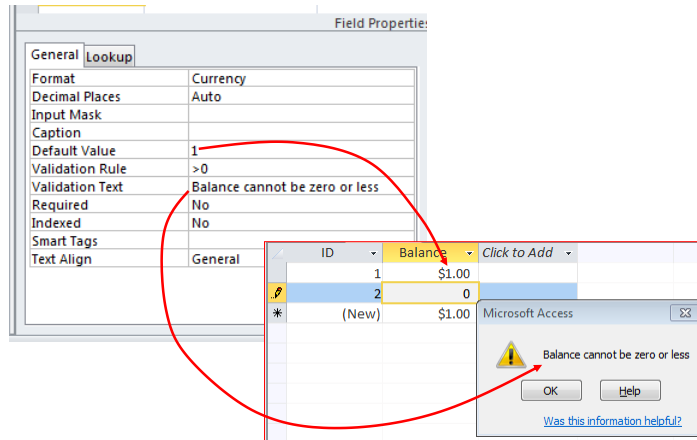 Field Properties
General Lookup
Format Currency
Decimal Places Auto
Input Mask
Caption
Default Value 1
Validation Rule >0
Validation Text Balance cannot be zero or less
Required No
Indexed No
Smart Tags
Text Align General
ID Balance Click to Add
1 $1.00
2 0
(New) $1.00
Microsoft Access
Balance cannot be zero or less
OK Help
Was this information helpful?